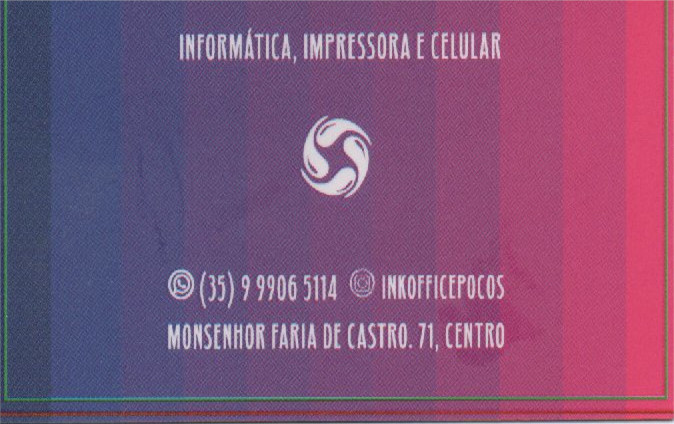 INFORMÁTICA, IMPRESSORA E CELULAR
(35) 9 9906 5114 INKOFFICEPOCOS
MONSENHOR FARIA DE CASTRO. 71, CENTRO